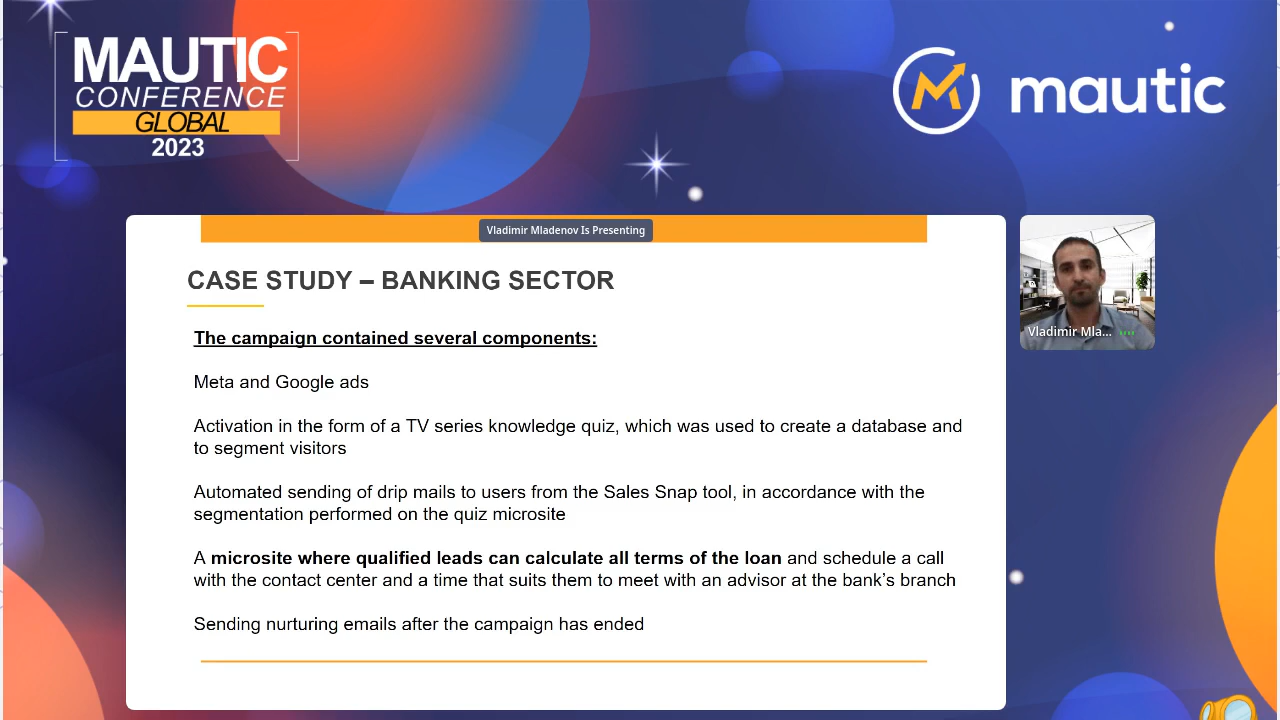 MAUTIC
CONFERENCE
GLOBAL
2023
mautic
Vladimir Mladenov Is Presenting
CASE STUDY – BANKING SECTOR
The campaign contained several components:
Meta and Google ads
Activation in the form of a TV series knowledge quiz, which was used to create a database and
to segment visitors
Automated sending of drip mails to users from the Sales Snap tool, in accordance with the
segmentation performed on the quiz microsite
A microsite where qualified leads can calculate all terms of the loan and schedule a call
with the contact center and a time that suits them to meet with an advisor at the bank's branch
Sending nurturing emails after the campaign has ended
Vladimir Mla...